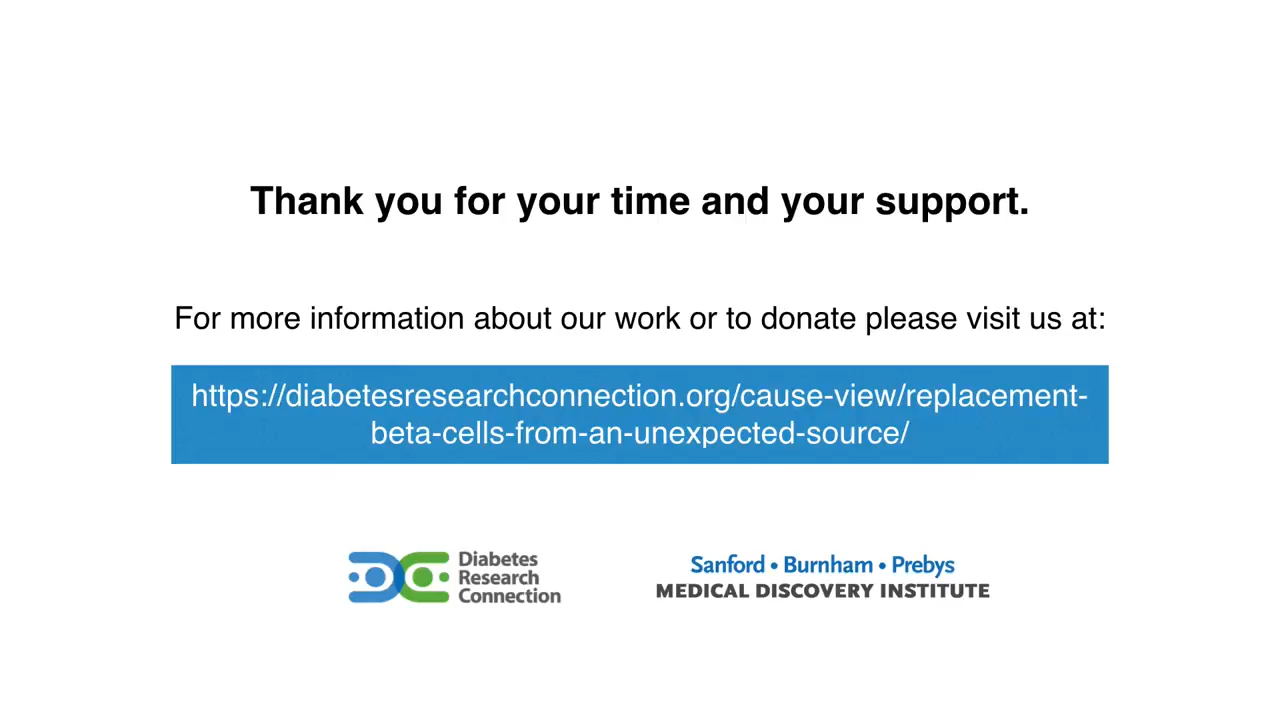 Thank you for your time and your support.
For more information about our work or to donate please visit us at:
https://diabetesresearchconnection.org/cause-view/replacement-
beta-cells-from-an-unexpected-source/
Diabetes
Research
Connection
Sanford • Burnham • Prebys
MEDICAL DISCOVERY INSTITUTE